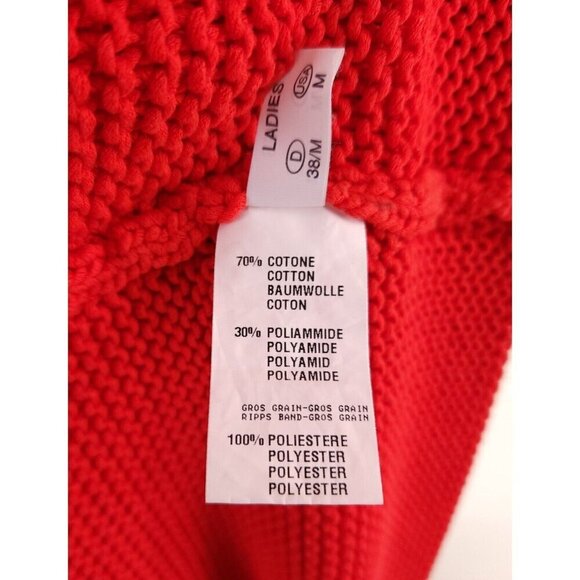 LADIES
USA M
D 38/M
70% COTONE
COTTON
BAUMWOLLE
COTON
30% POLIAMMIDE
POLYAMIDE
POLYAMID
POLYAMIDE
GROS GRAIN-GROS GRAIN
RIPPS BAND-GROS GRAIN
100% POLIESTERE
POLYESTER
POLYESTER
POLYESTER